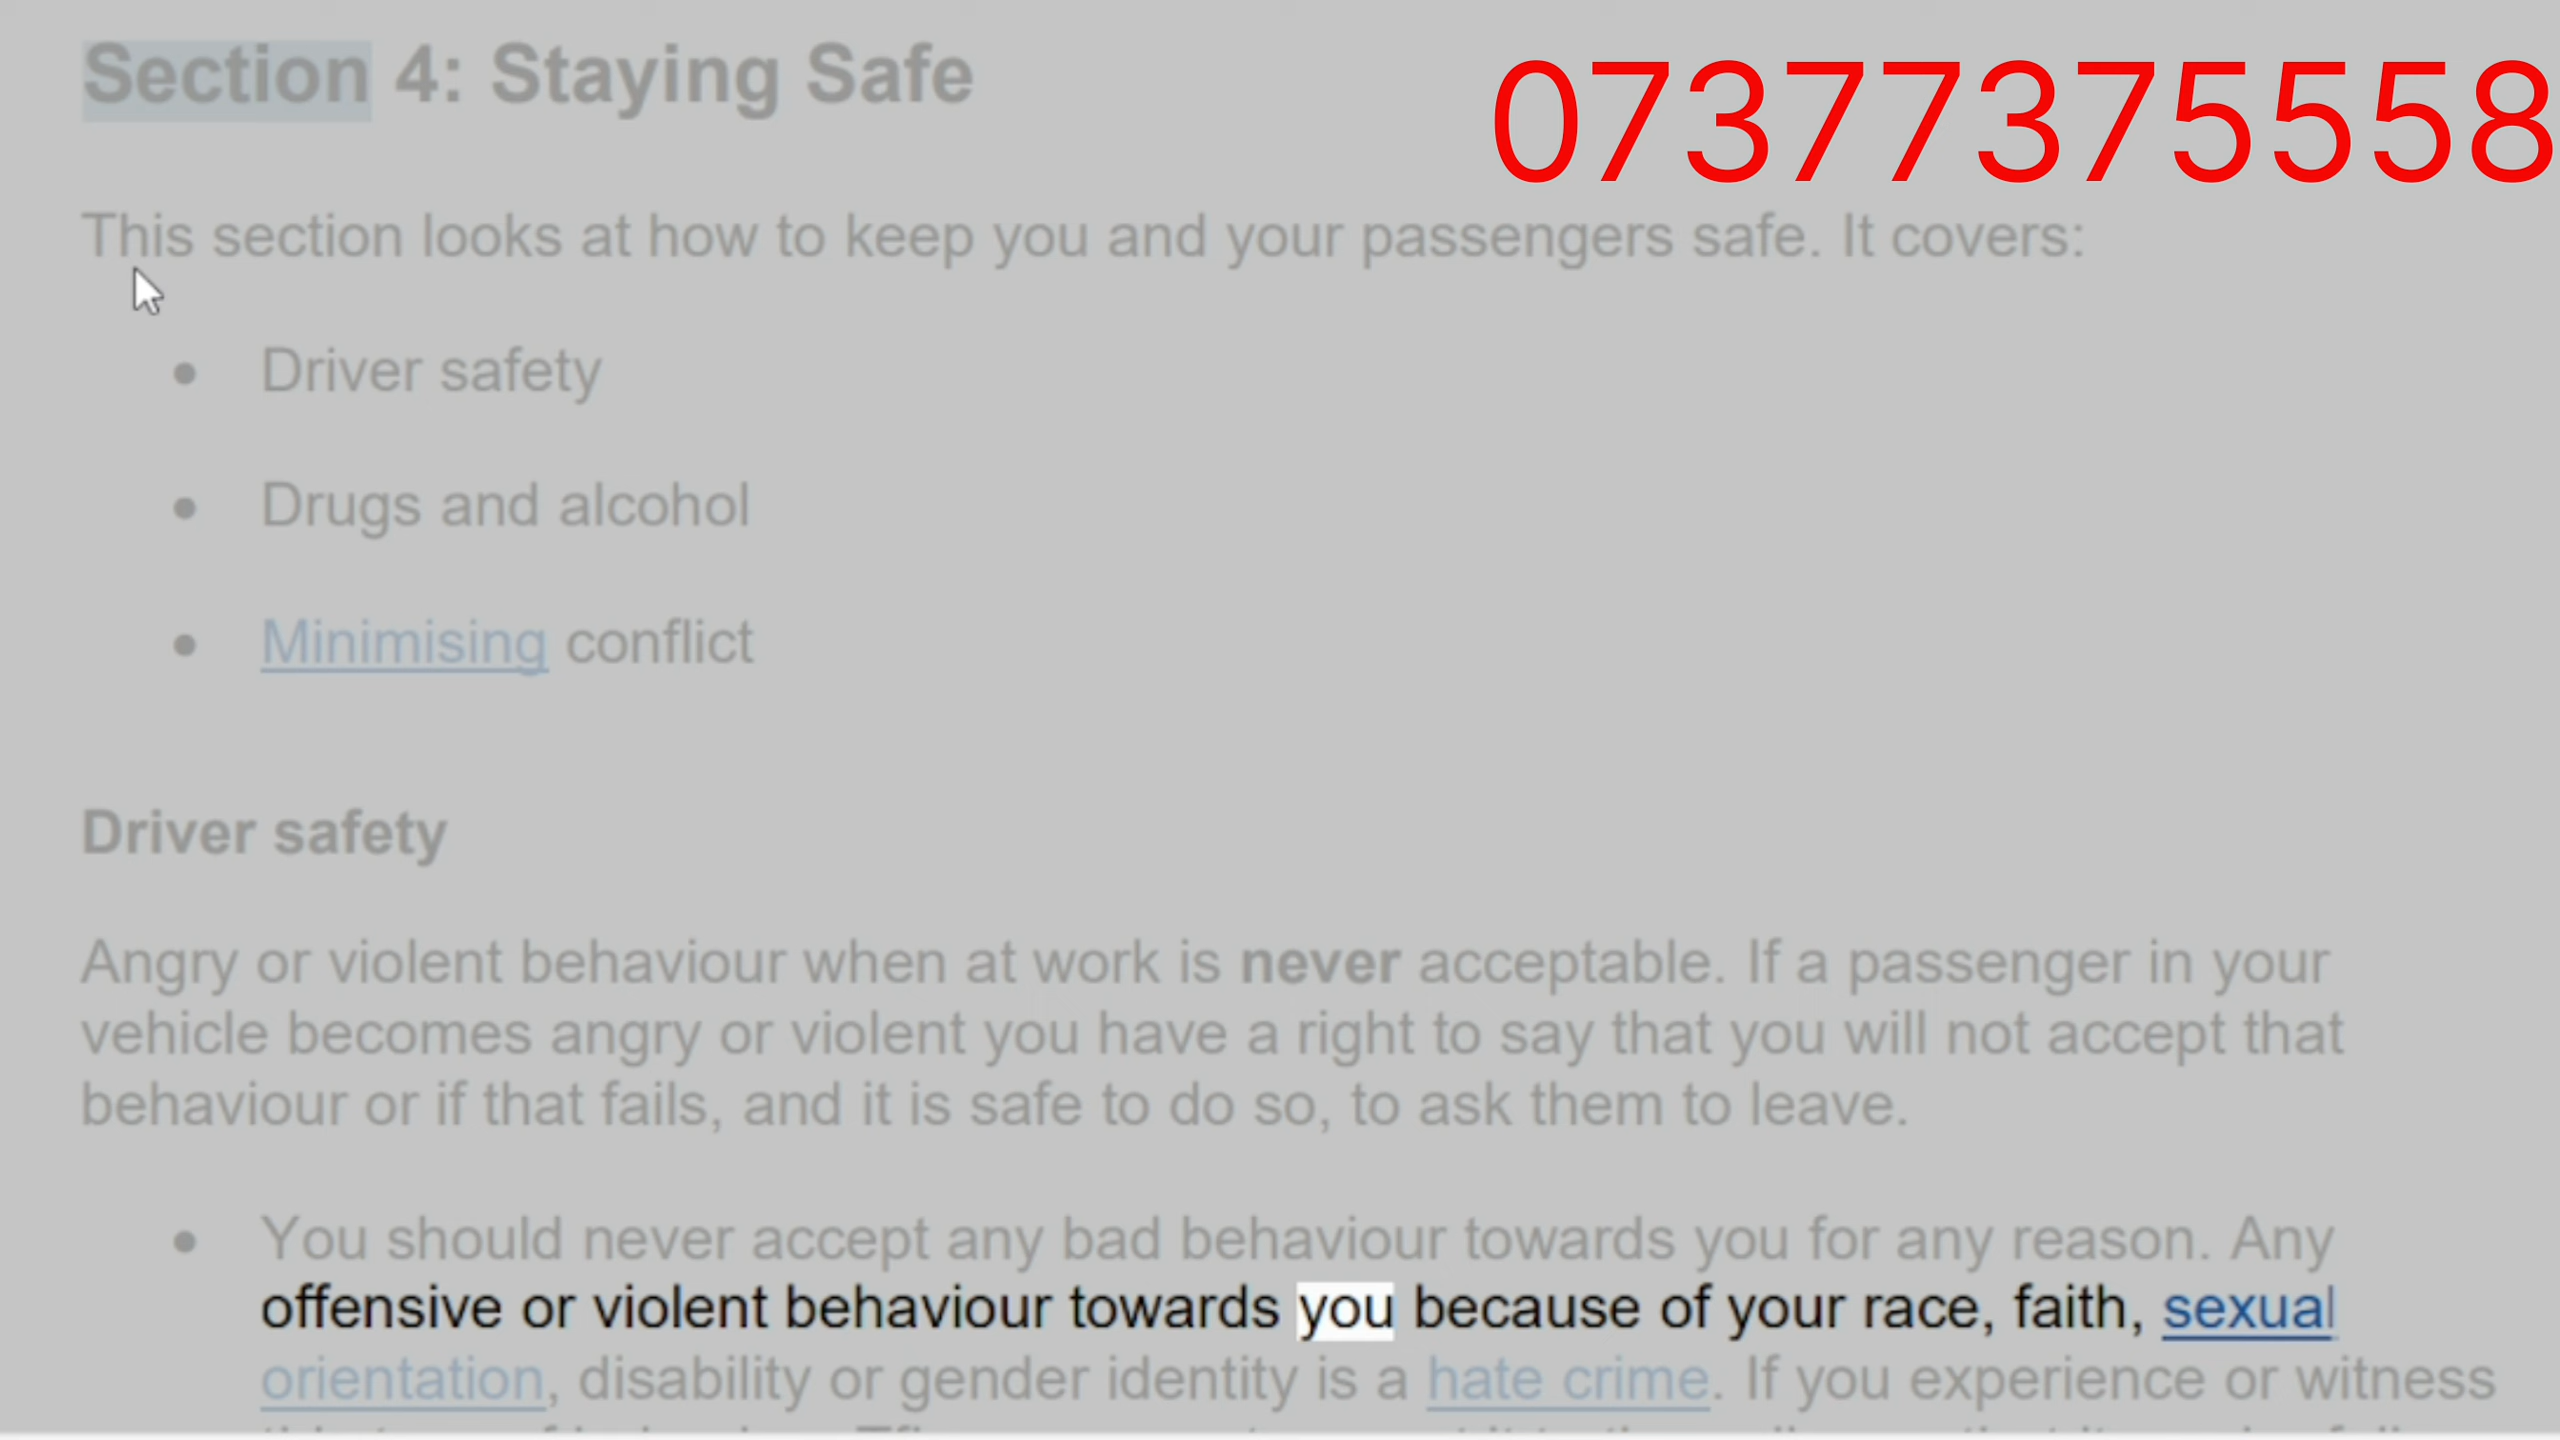 Section 4: Staying Safe
07377375558
This section looks at how to keep you and your passengers safe. It covers:
• Driver safety
• Drugs and alcohol
• Minimising conflict
Driver safety
Angry or violent behaviour when at work is never acceptable. If a passenger in your
vehicle becomes angry or violent you have a right to say that you will not accept that
behaviour or if that fails, and it is safe to do so, to ask them to leave.
• You should never accept any bad behaviour towards you for any reason. Any
offensive or violent behaviour towards you because of your race, faith, sexual
orientation, disability or gender identity is a hate crime. If you experience or witness